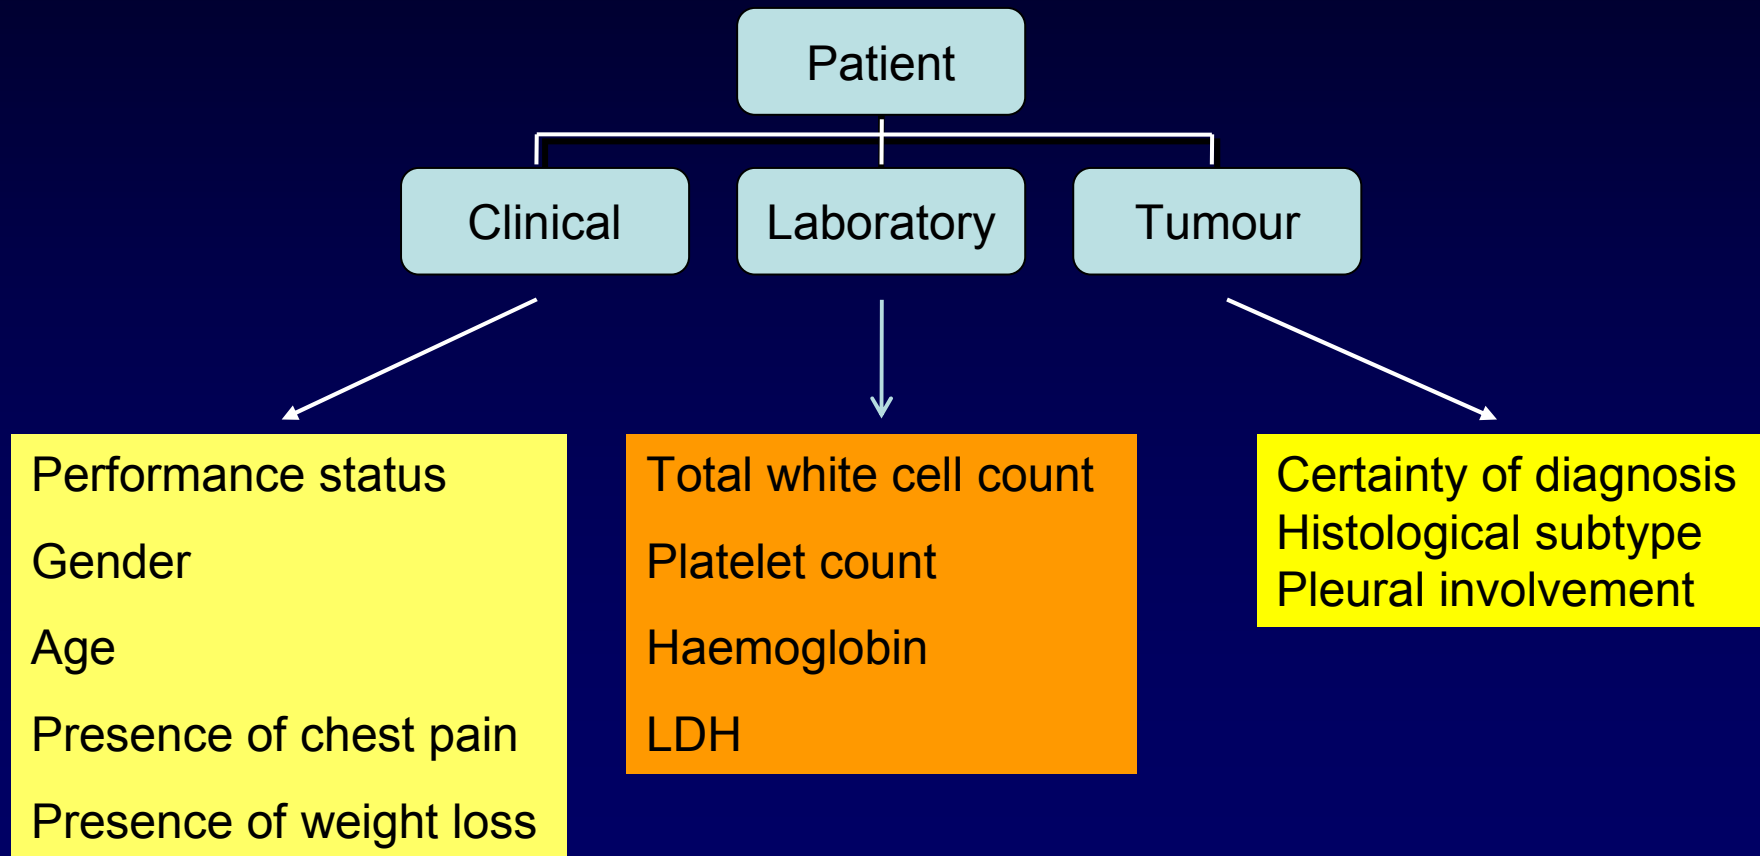 Patient
Clinical
Laboratory
Tumour
Performance status
Gender
Age
Presence of chest pain
Presence of weight loss
Total white cell count
Platelet count
Haemoglobin
LDH
Certainty of diagnosis
Histological subtype
Pleural involvement